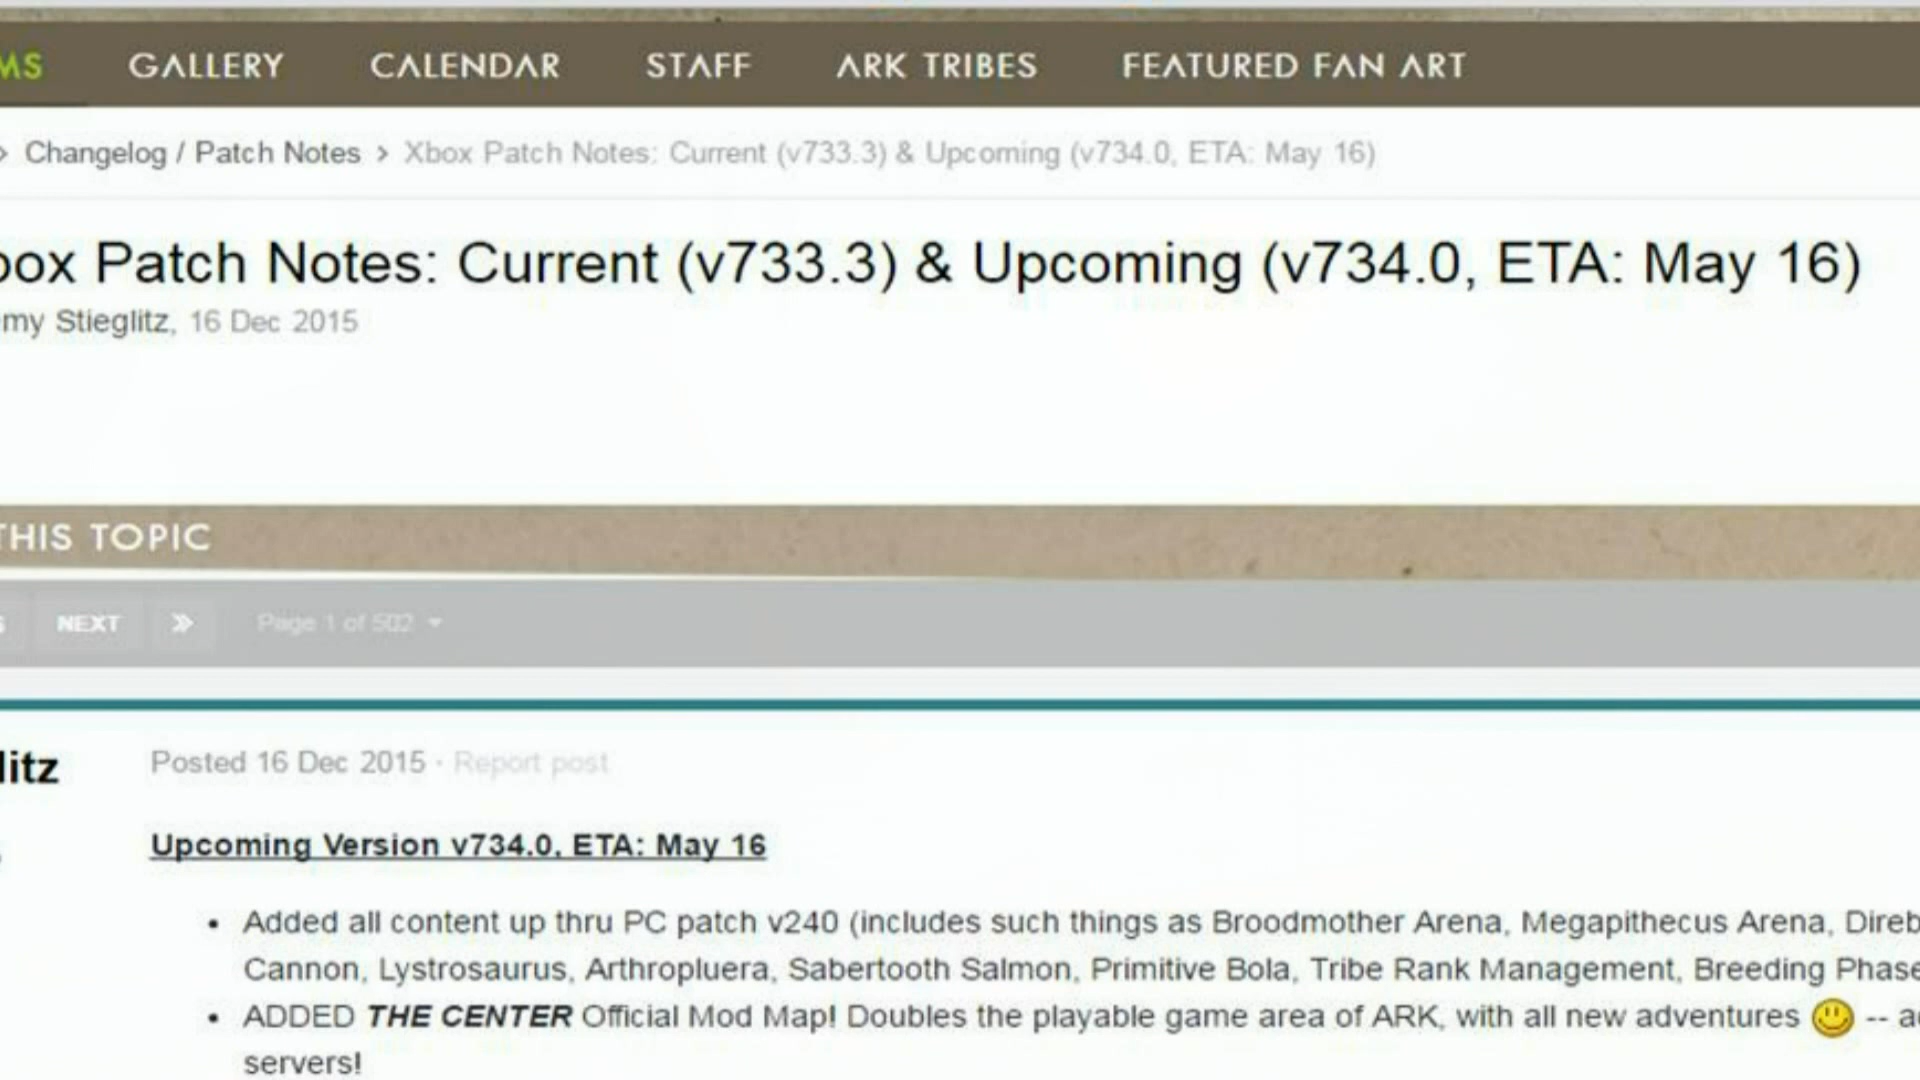 MS GALLERY CALENDAR STAFF ARK TRIBES FEATURED FAN ART
> Changelog / Patch Notes > Xbox Patch Notes: Current (v733.3) & Upcoming (v734.0, ETA: May 16)
box Patch Notes: Current (v733.3) & Upcoming (v734.0, ETA: May 16)
my Stieglitz, 16 Dec 2015
THIS TOPIC
NEXT » Page 1 of 502
litz
Posted 16 Dec 2015 · Report post
Upcoming Version v734.0, ETA: May 16
• Added all content up thru PC patch v240 (includes such things as Broodmother Arena, Megapithecus Arena, Direb
Cannon, Lystrosaurus, Arthropluera, Sabertooth Salmon, Primitive Bola, Tribe Rank Management, Breeding Phase
• ADDED THE CENTER Official Mod Map! Doubles the playable game area of ARK, with all new adventures -- a
servers!